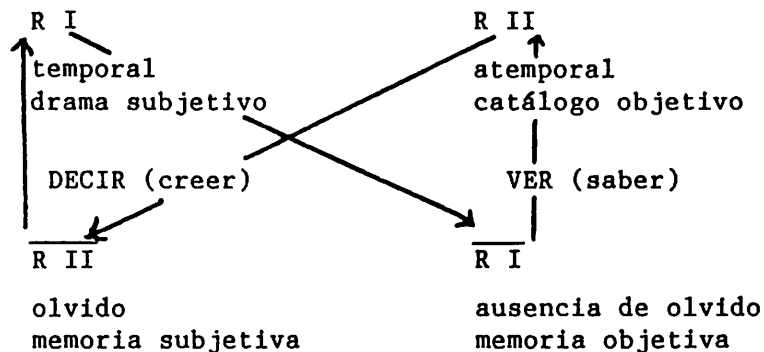 R I
temporal
drama subjetivo
R II
atemporal
catálogo objetivo
DECIR (creer)
VER (saber)
R II
olvido
memoria subjetiva
R I
ausencia de olvido
memoria objetiva